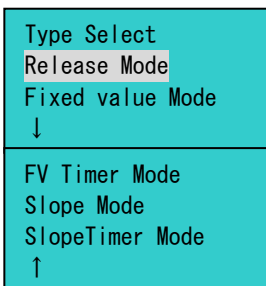 Type Select
Release Mode
Fixed value Mode
↓
FV Timer Mode
Slope Mode
SlopeTimer Mode
↑